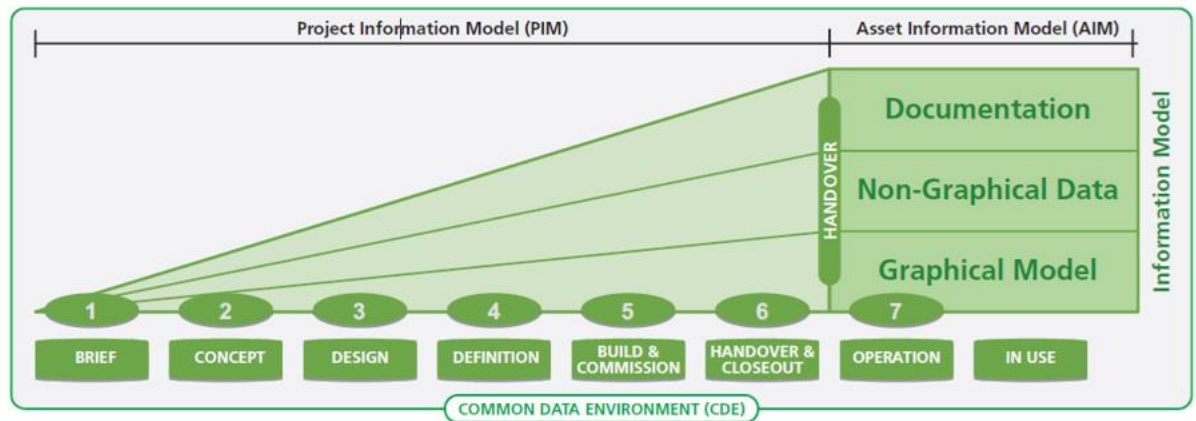 Project Information Model (PIM)
Asset Information Model (AIM)
Documentation
Non-Graphical Data
Graphical Model
HANDOVER
Information Model
1
2
3
4
5
6
7
BRIEF
CONCEPT
DESIGN
DEFINITION
BUILD &
COMMISSION
HANDOVER &
CLOSEOUT
OPERATION
IN USE
COMMON DATA ENVIRONMENT (CDE)